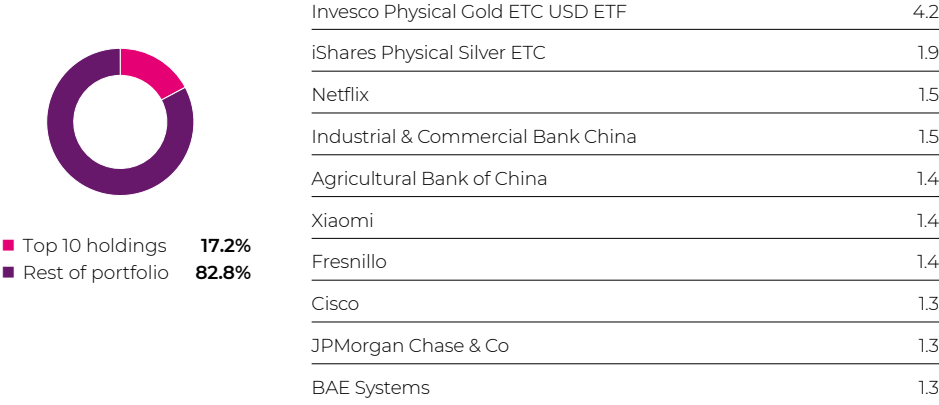 Top 10 holdings 17.2%
Rest of portfolio 82.8%
Invesco Physical Gold ETC USD ETF 4.2
iShares Physical Silver ETC 1.9
Netflix 1.5
Industrial & Commercial Bank China 1.5
Agricultural Bank of China 1.4
Xiaomi 1.4
Fresnillo 1.4
Cisco 1.3
JPMorgan Chase & Co 1.3
BAE Systems 1.3